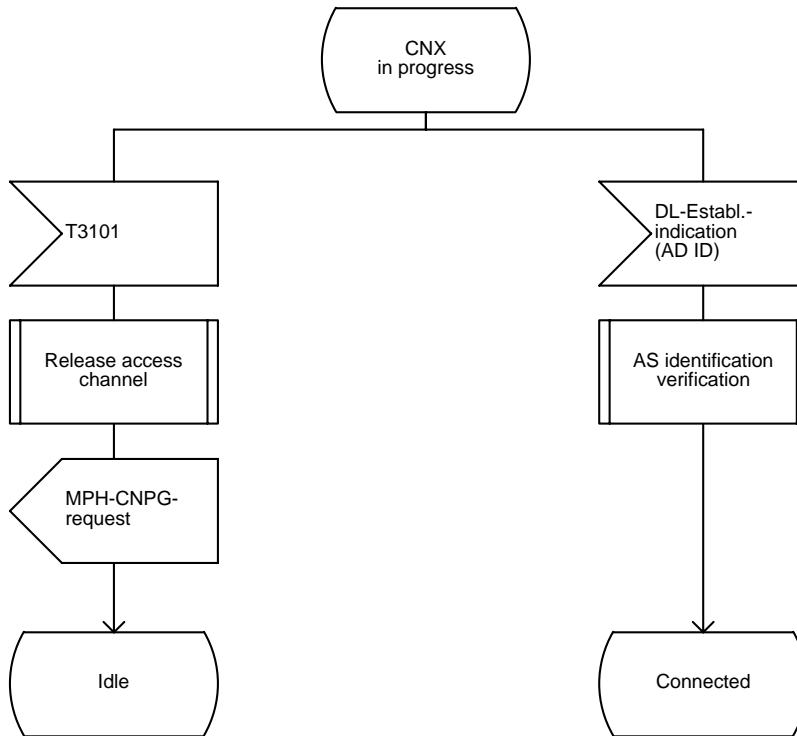 CNX
in progress
T3101
DL-Establ.-
indication
(AD ID)
Release access
channel
AS identification
verification
MPH-CNPG-
request
Idle
Connected